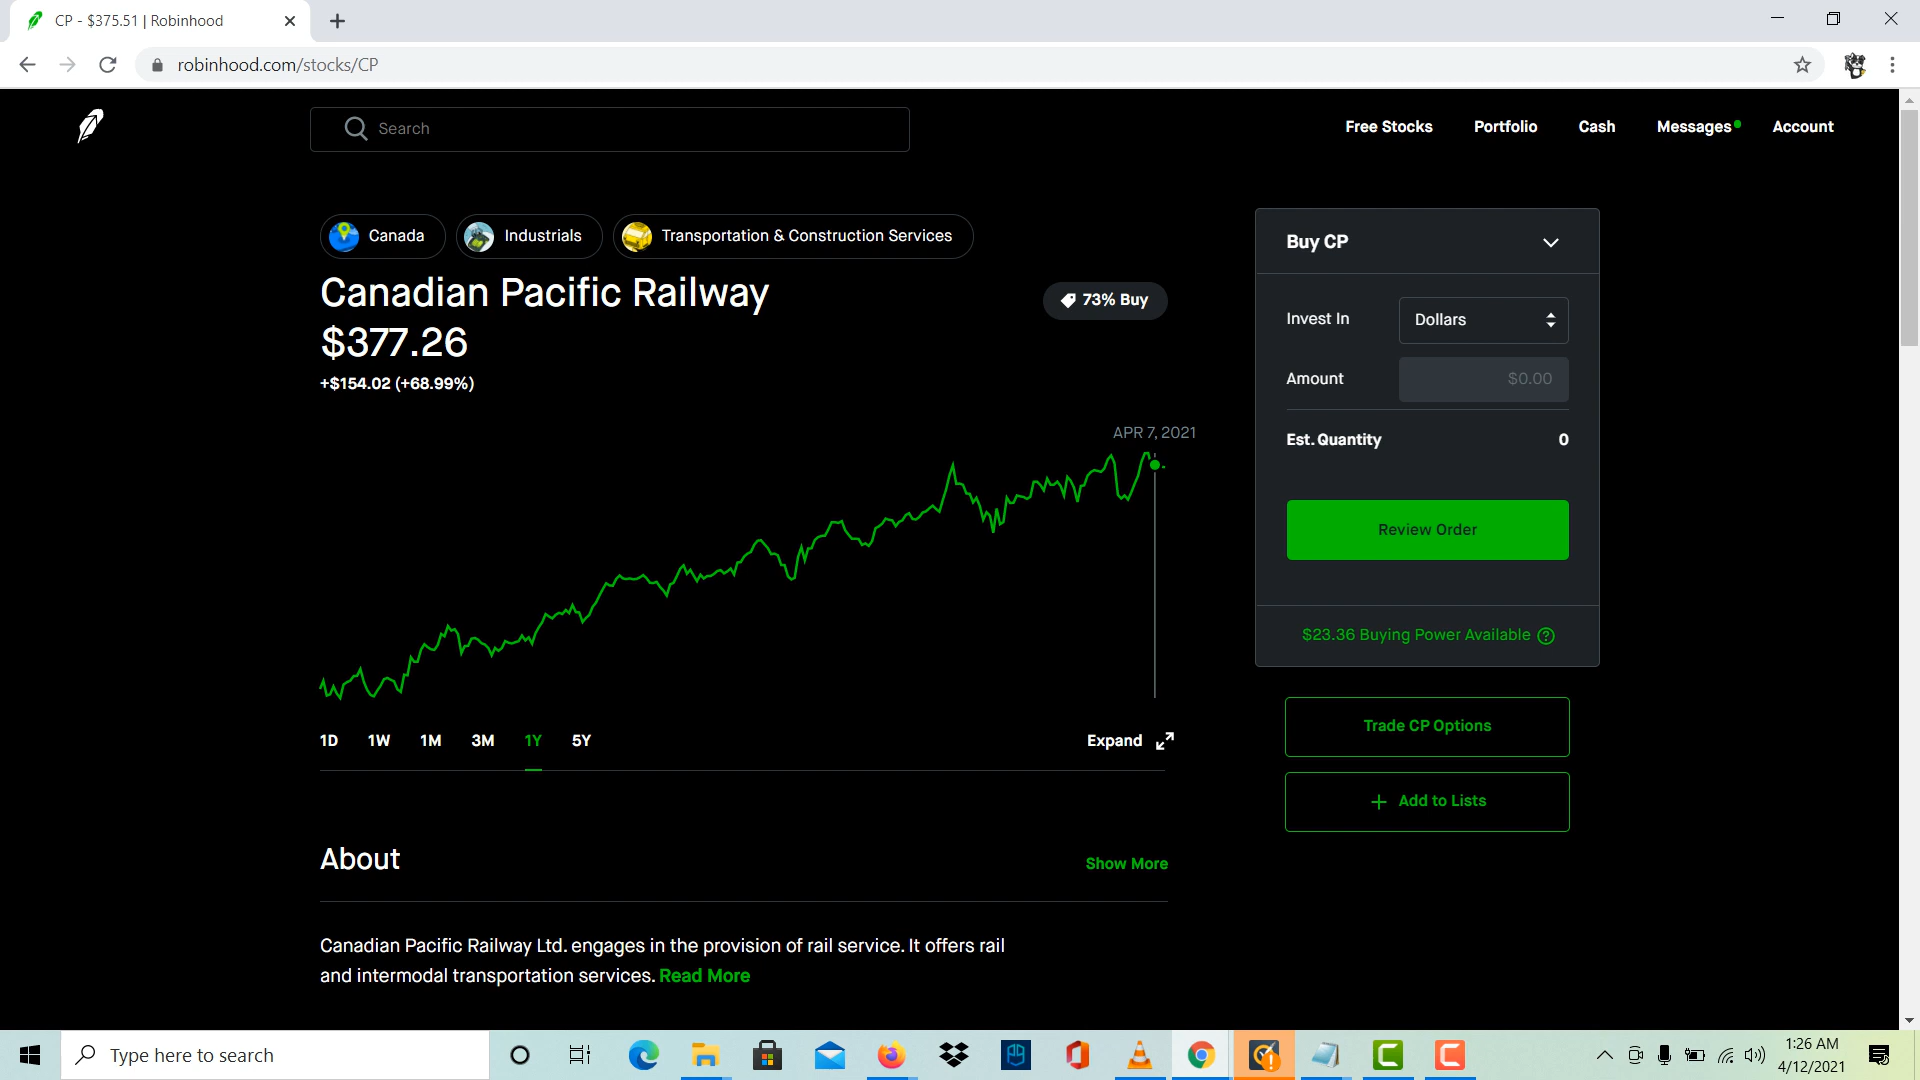 CP - $375.51 | Robinhood
robinhood.com/stocks/CP
Search
Free Stocks
Portfolio
Cash
Messages
Account
Canada
Industrials
Transportation & Construction Services
Canadian Pacific Railway
$377.26
+$154.02 (+68.99%)
73% Buy
APR 7, 2021
1D
1W
1M
3M
1Y
5Y
Expand
About
Show More
Canadian Pacific Railway Ltd. engages in the provision of rail service. It offers rail
and intermodal transportation services. Read More
Buy CP
Invest In
Dollars
Amount
$0.00
Est. Quantity
0
Review Order
$23.36 Buying Power Available
Trade CP Options
+ Add to Lists
Type here to search
1:26 AM
4/12/2021